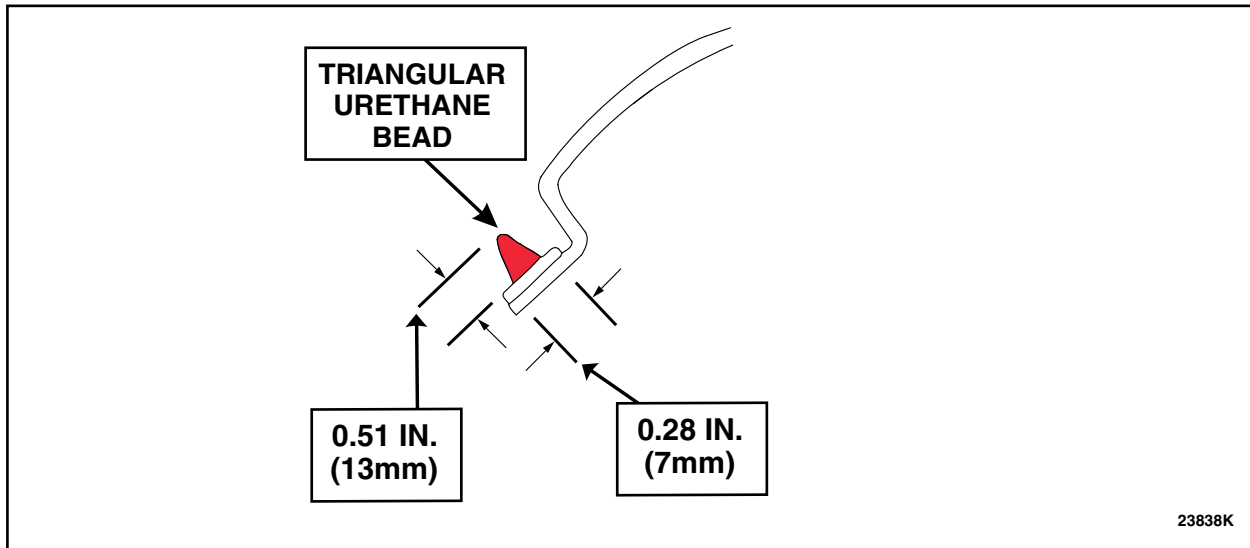 TRIANGULAR
URETHANE
BEAD
0.51 IN.
(13mm)
0.28 IN.
(7mm)
23838K